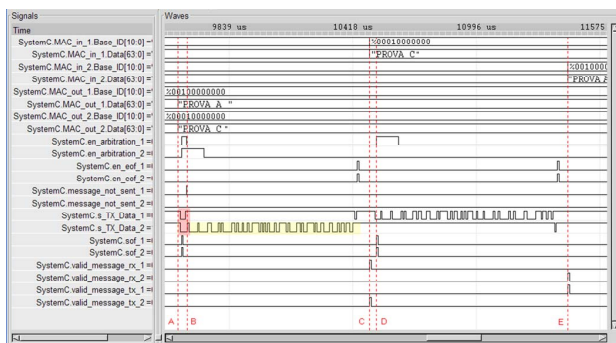 Signals
Waves
Time
9839 us 10418 us 10996 us 11575
SystemC.MAC_in_1.Base_ID[10:0] =
%00010000000
SystemC.MAC_in_1.Data[63:0] =
"PROVA C"
SystemC.MAC_in_2.Base_ID[10:0] =
%0010000
SystemC.MAC_in_2.Data[63:0] =
"PROVA A
SystemC.MAC_out_1.Base_ID[10:0] =
%00100000000
SystemC.MAC_out_1.Data[63:0] =
"PROVA A "
SystemC.MAC_out_2.Base_ID[10:0] =
%00010000000
SystemC.MAC_out_2.Data[63:0] =
"PROVA C"
SystemC.en_arbitration_1 =
SystemC.en_arbitration_2 =
SystemC.en_eof_1 =
SystemC.en_eof_2 =
SystemC.message_not_sent_1 =
SystemC.message_not_sent_2 =
SystemC.s_TX_Data_1 =
SystemC.s_TX_Data_2 =
SystemC.sof_1 =
SystemC.sof_2 =
SystemC.valid_message_rx_1 =
SystemC.valid_message_rx_2 =
SystemC.valid_message_tx_1 =
SystemC.valid_message_tx_2 =
A B C D E